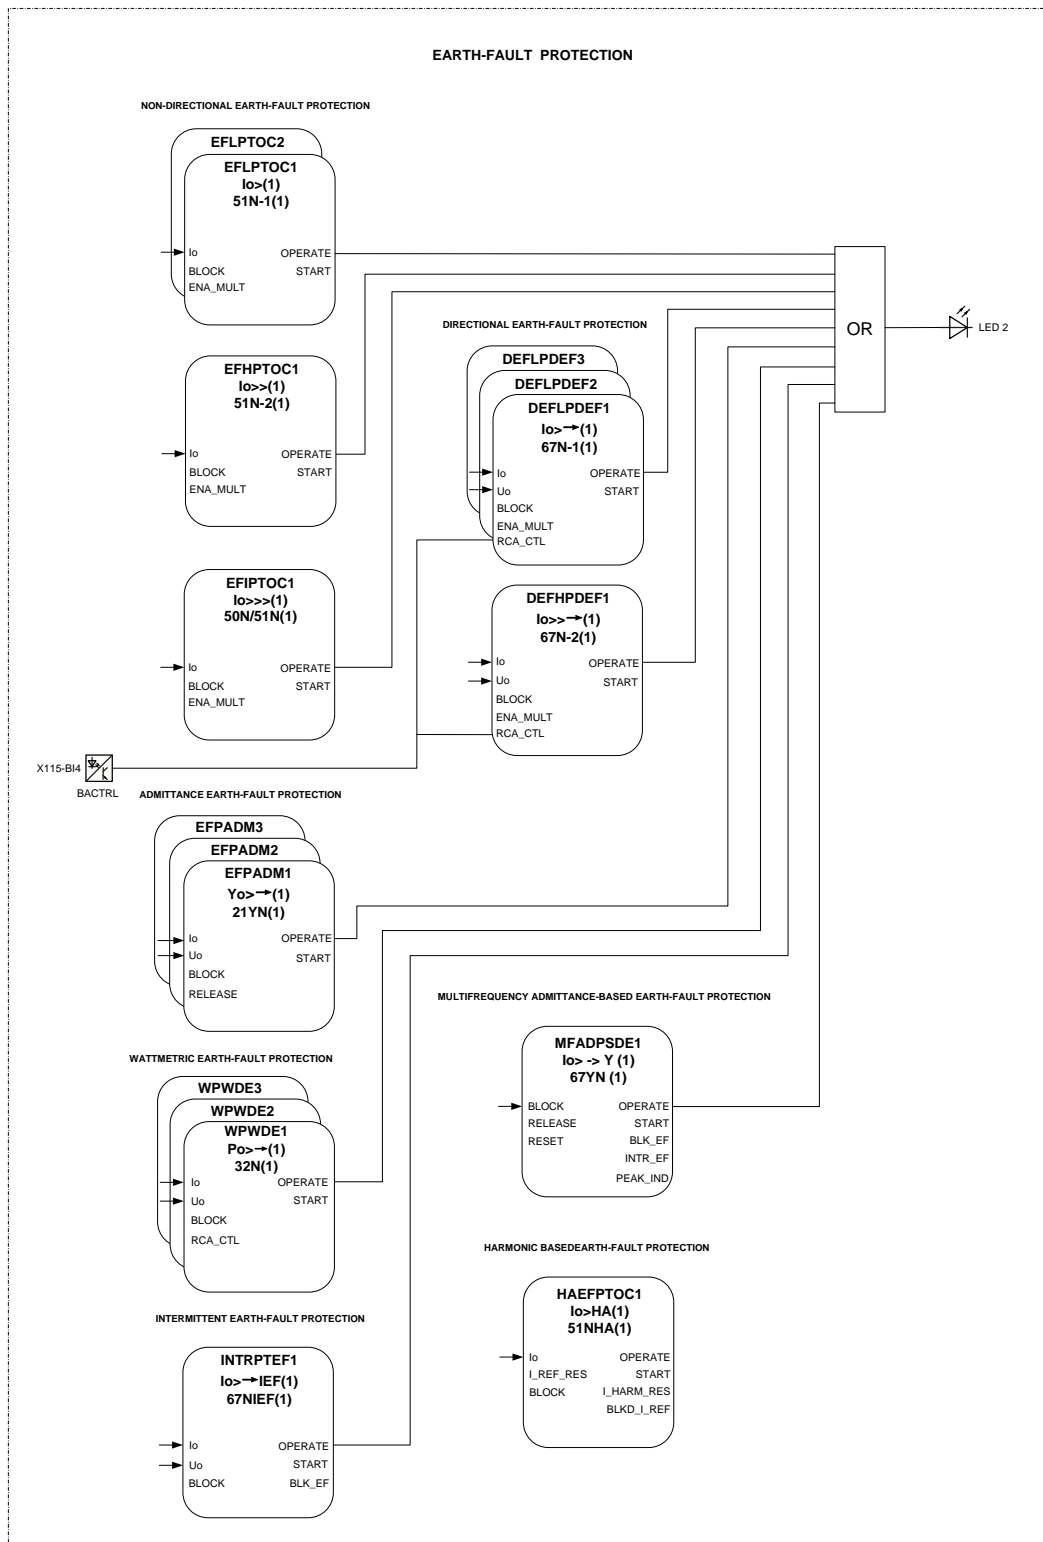 EARTH-FAULT PROTECTION
NON-DIRECTIONAL EARTH-FAULT PROTECTION
EFLPTOC2
EFLPTOC1
Io>(1)
51N-1(1)
Io OPERATE
BLOCK START
ENA_MULT
OR
LED 2
DIRECTIONAL EARTH-FAULT PROTECTION
EFHPTOC1
Io>>(1)
51N-2(1)
Io OPERATE
BLOCK START
ENA_MULT
DEFLPDEF3
DEFLPDEF2
DEFLPDEF1
Io>→(1)
67N-1(1)
Io OPERATE
Uo START
BLOCK
ENA_MULT
RCA_CTL
EFIPTOC1
Io>>>(1)
50N/51N(1)
Io OPERATE
BLOCK START
ENA_MULT
DEFHPDEF1
Io>>→(1)
67N-2(1)
Io OPERATE
Uo START
BLOCK
ENA_MULT
RCA_CTL
X115-BI4
BACTRL
ADMITTANCE EARTH-FAULT PROTECTION
EFPADM3
EFPADM2
EFPADM1
Yo>→(1)
21YN(1)
Io OPERATE
Uo START
BLOCK
RELEASE
MULTIFREQUENCY ADMITTANCE-BASED EARTH-FAULT PROTECTION
MFADPSDE1
Io> -> Y (1)
67YN (1)
BLOCK OPERATE
RELEASE START
RESET BLK_EF
INTR_EF
PEAK_IND
WATTMETRIC EARTH-FAULT PROTECTION
WPWDE3
WPWDE2
WPWDE1
Po>→(1)
32N(1)
Io OPERATE
Uo START
BLOCK
RCA_CTL
HARMONIC BASEDEARTH-FAULT PROTECTION
HAEFPTOC1
Io>HA(1)
51NHA(1)
Io OPERATE
I_REF_RES START
BLOCK I_HARM_RES
BLKD_I_REF
INTERMITTENT EARTH-FAULT PROTECTION
INTRPTEF1
Io>→IEF(1)
67NIEF(1)
Io OPERATE
Uo START
BLOCK BLK_EF